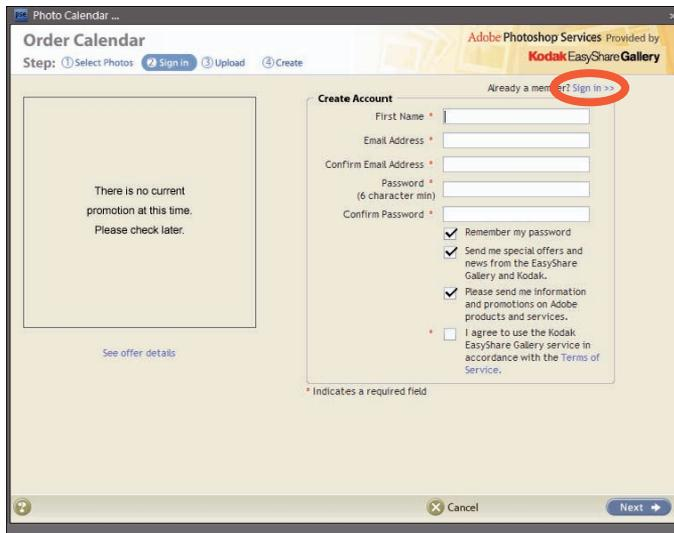 pse Photo Calendar ...
Order Calendar
Adobe Photoshop Services Provided by
Kodak EasyShare Gallery
Step: 1 Select Photos 2 Sign in 3 Upload 4 Create
Already a member? Sign in >>
Create Account
First Name *
Email Address *
Confirm Email Address *
Password *
(6 character min)
Confirm Password *
There is no current
promotion at this time.
Please check later.
See offer details
Remember my password
Send me special offers and
news from the EasyShare
Gallery and Kodak.
Please send me information
and promotions on Adobe
products and services.
* I agree to use the Kodak
EasyShare Gallery service in
accordance with the Terms of
Service.
* Indicates a required field
? Cancel Next